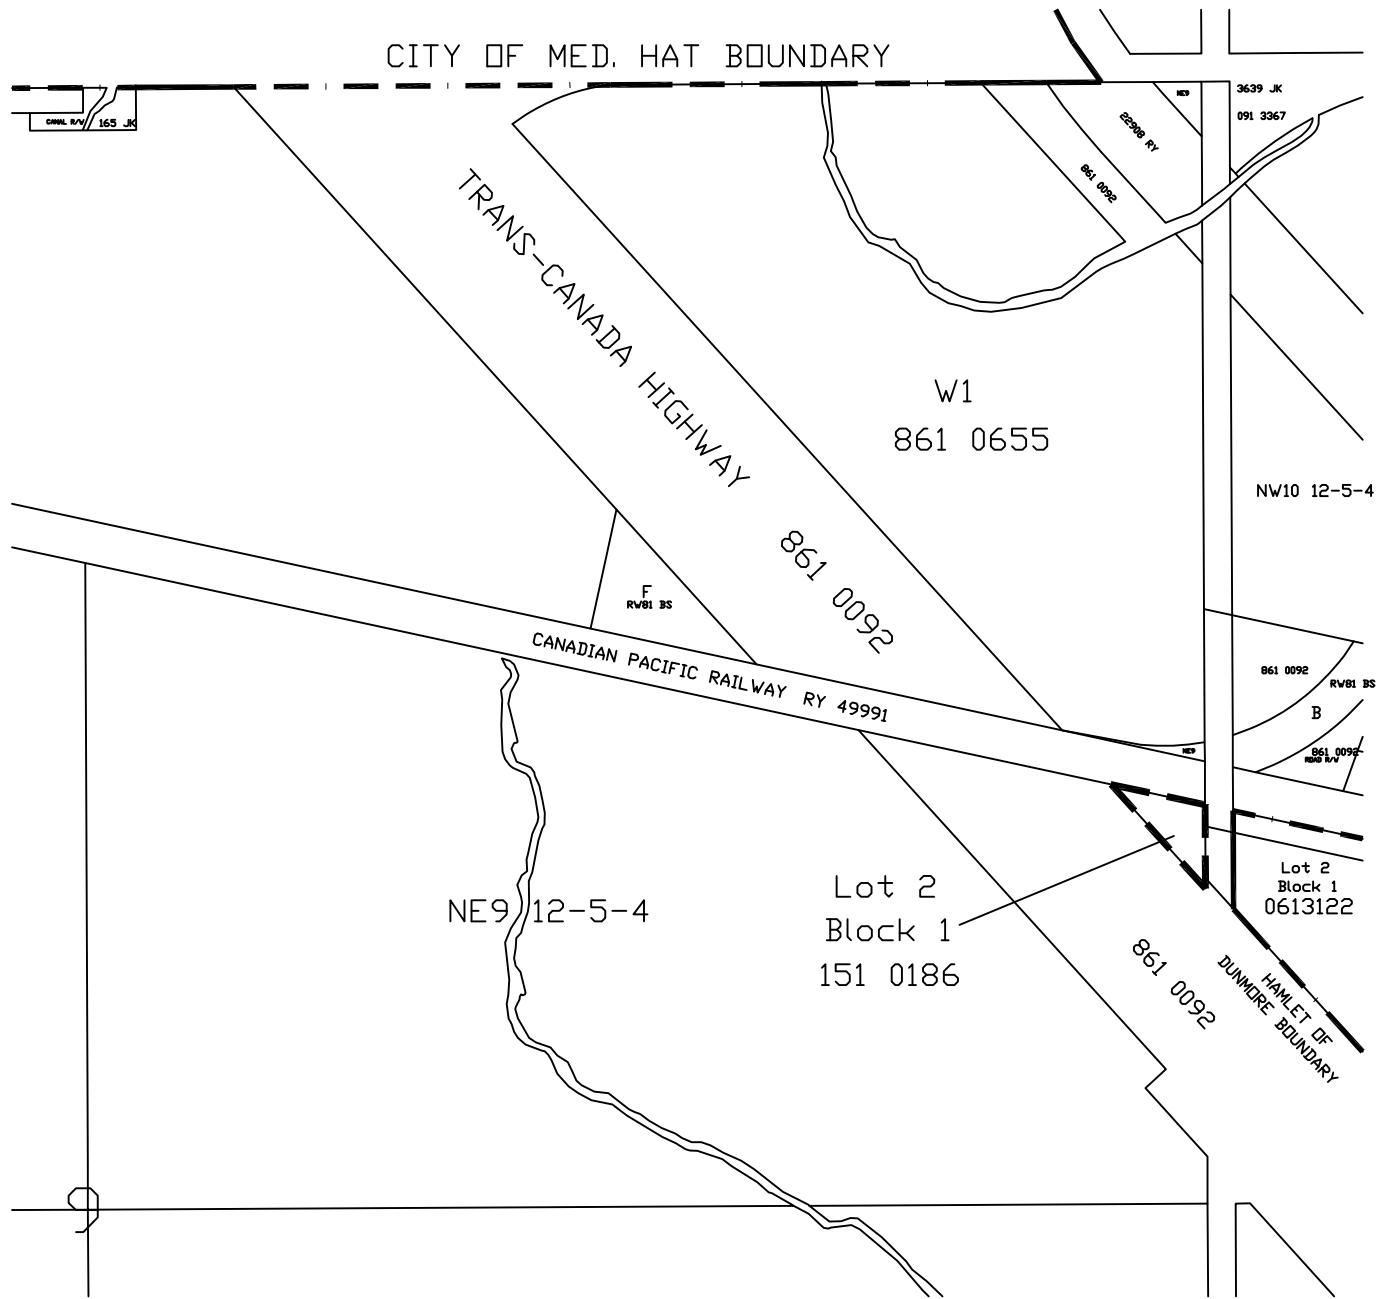 CITY OF MED. HAT BOUNDARY
3639 JK
NE9
CANAL R/W
165 JK
091 3367
22908 RY
861 0092
TRANS-CANADA HIGHWAY
W1
861 0655
NW10 12-5-4
861 0092
F
RW81 BS
CANADIAN PACIFIC RAILWAY RY 49991
861 0092
RW81 BS
B
NE9
861 0092
ROAD R/W
Lot 2
Block 1
0613122
Lot 2
Block 1
151 0186
NE9 12-5-4
861 0092
HAMLET OF
DUNMORE BOUNDARY
9